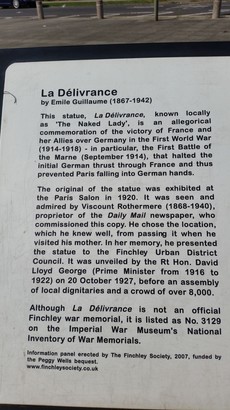 La Délivrance
by Emile Guillaume (1867-1942)
This statue, La Délivrance, known locally
as 'The Naked Lady', is an allegorical
commemoration of the victory of France and
her Allies over Germany in the First World War
(1914-1918) - in particular, the First Battle of
the Marne (September 1914), that halted the
initial German thrust through France and thus
prevented Paris falling into German hands.
The original of the statue was exhibited at
the Paris Salon in 1920. It was seen and
admired by Viscount Rothermere (1868-1940),
proprietor of the Daily Mail newspaper, who
commissioned this copy. He chose the location,
which he knew well, from passing it when he
visited his mother. In her memory, he presented
the statue to the Finchley Urban District
Council. It was unveiled by the Rt Hon. David
Lloyd George (Prime Minister from 1916 to
1922) on 20 October 1927, before an assembly
of local dignitaries and a crowd of over 8,000.
Although La Délivrance is not an official
Finchley war memorial, it is listed as No. 3129
on the Imperial War Museum's National
Inventory of War Memorials.
Information panel erected by The Finchley Society, 2007, funded by
the Peggy Wells bequest.
www.finchleysociety.co.uk